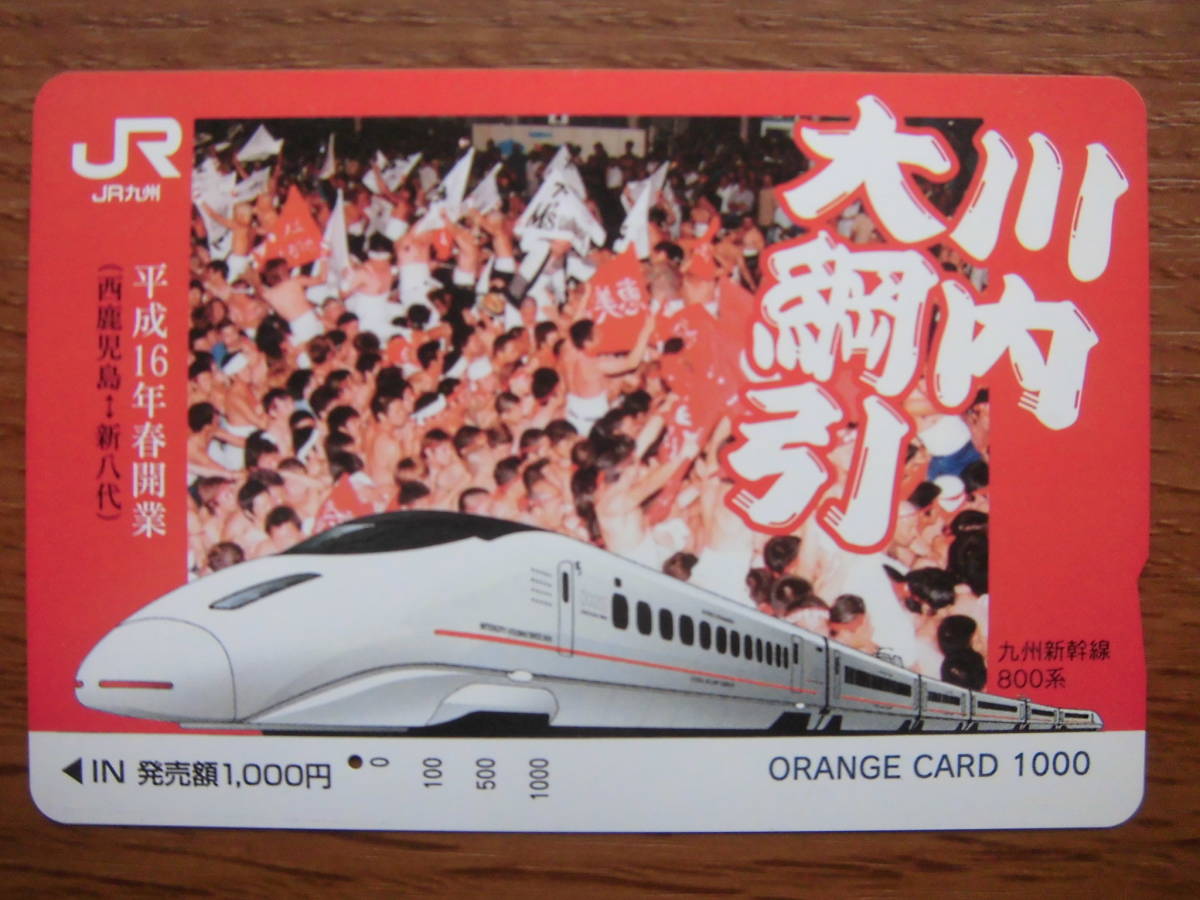 JR
JR九州
川内
大綱引
平成16年春開業
(西鹿児島↔新八代)
恵
美
M's
九州新幹線
800系
◀IN 発売額1,000円
0
100
500
1000
ORANGE CARD 1000